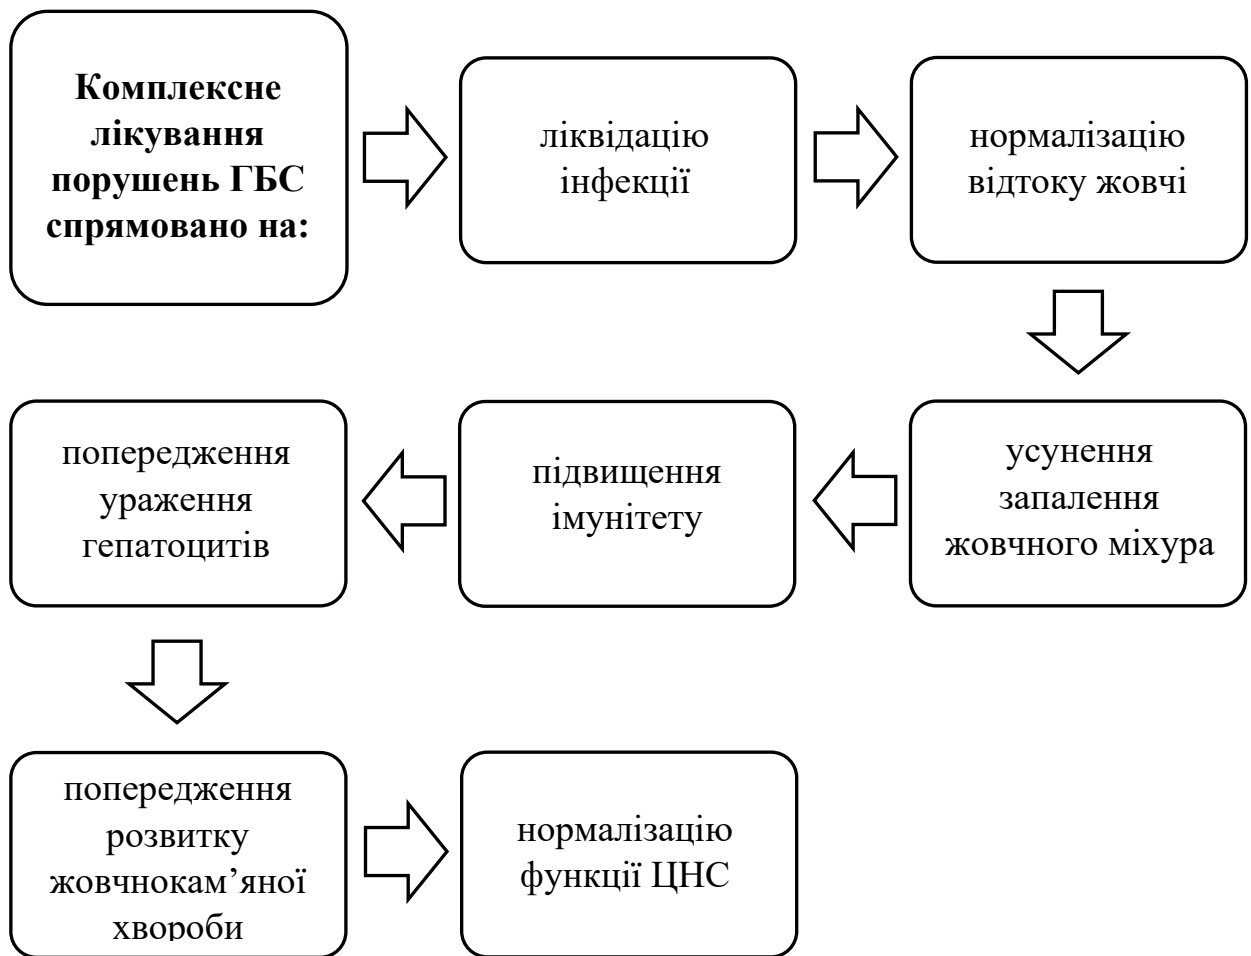 Комплексне
лікування
порушень ГБС
спрямовано на:
ліквідацію
інфекції
нормалізацію
відтоку жовчі
усунення
запалення
жовчного міхура
підвищення
імунітету
попередження
ураження
гепатоцитів
попередження
розвитку
жовчнокам’яної
хвороби
нормалізацію
функції ЦНС